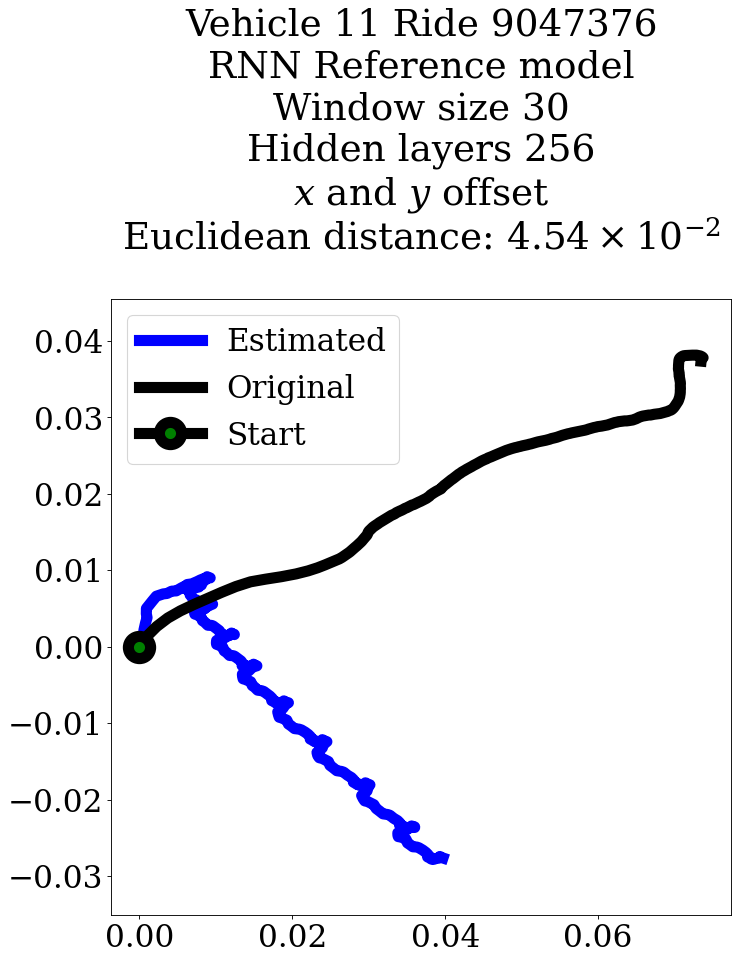 Vehicle 11 Ride 9047376
RNN Reference model
Window size 30
Hidden layers 256
x and y offset
Euclidean distance: 4.54 × 10⁻²
Estimated
Original
Start
0.04
0.03
0.02
0.01
0.00
−0.01
−0.02
−0.03
0.00 0.02 0.04 0.06